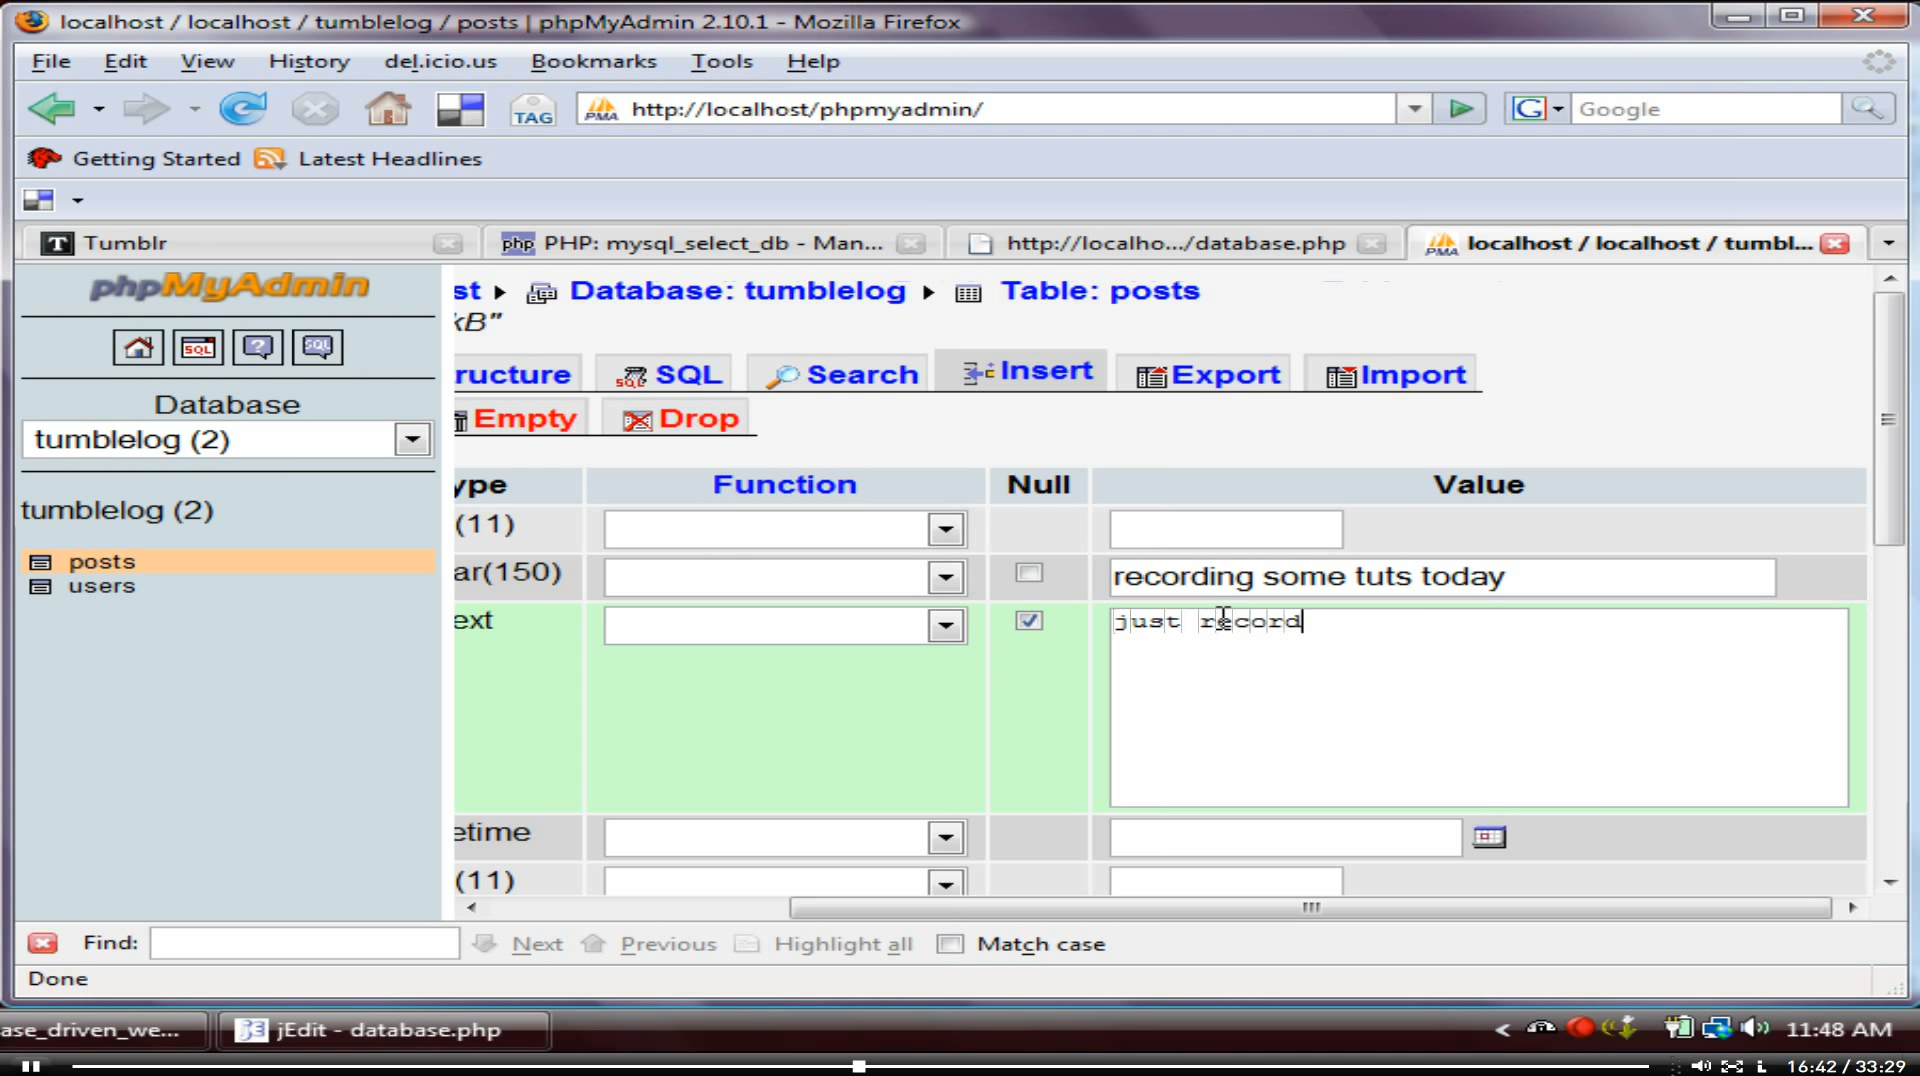 localhost / localhost / tumblelog / posts | phpMyAdmin 2.10.1 - Mozilla Firefox
File Edit View History del.icio.us Bookmarks Tools Help
TAG PMA http://localhost/phpmyadmin/ G Google
Getting Started Latest Headlines
T Tumblr php PHP: mysql_select_db - Man... http://localho.../database.php PMA localhost / localhost / tumbl...
phpMyAdmin
st Database: tumblelog Table: posts
kB"
SQL ? SQL
ructure SQL Search Insert Export Import
Empty Drop
Database
tumblelog (2)
tumblelog (2)
posts
users
ype Function Null Value
(11)
ar(150) recording some tuts today
ext just record
etime
(11)
Find: Next Previous Highlight all Match case
Done
ase_driven_we... jEdit - database.php < 11:48 AM
16:42 / 33:29